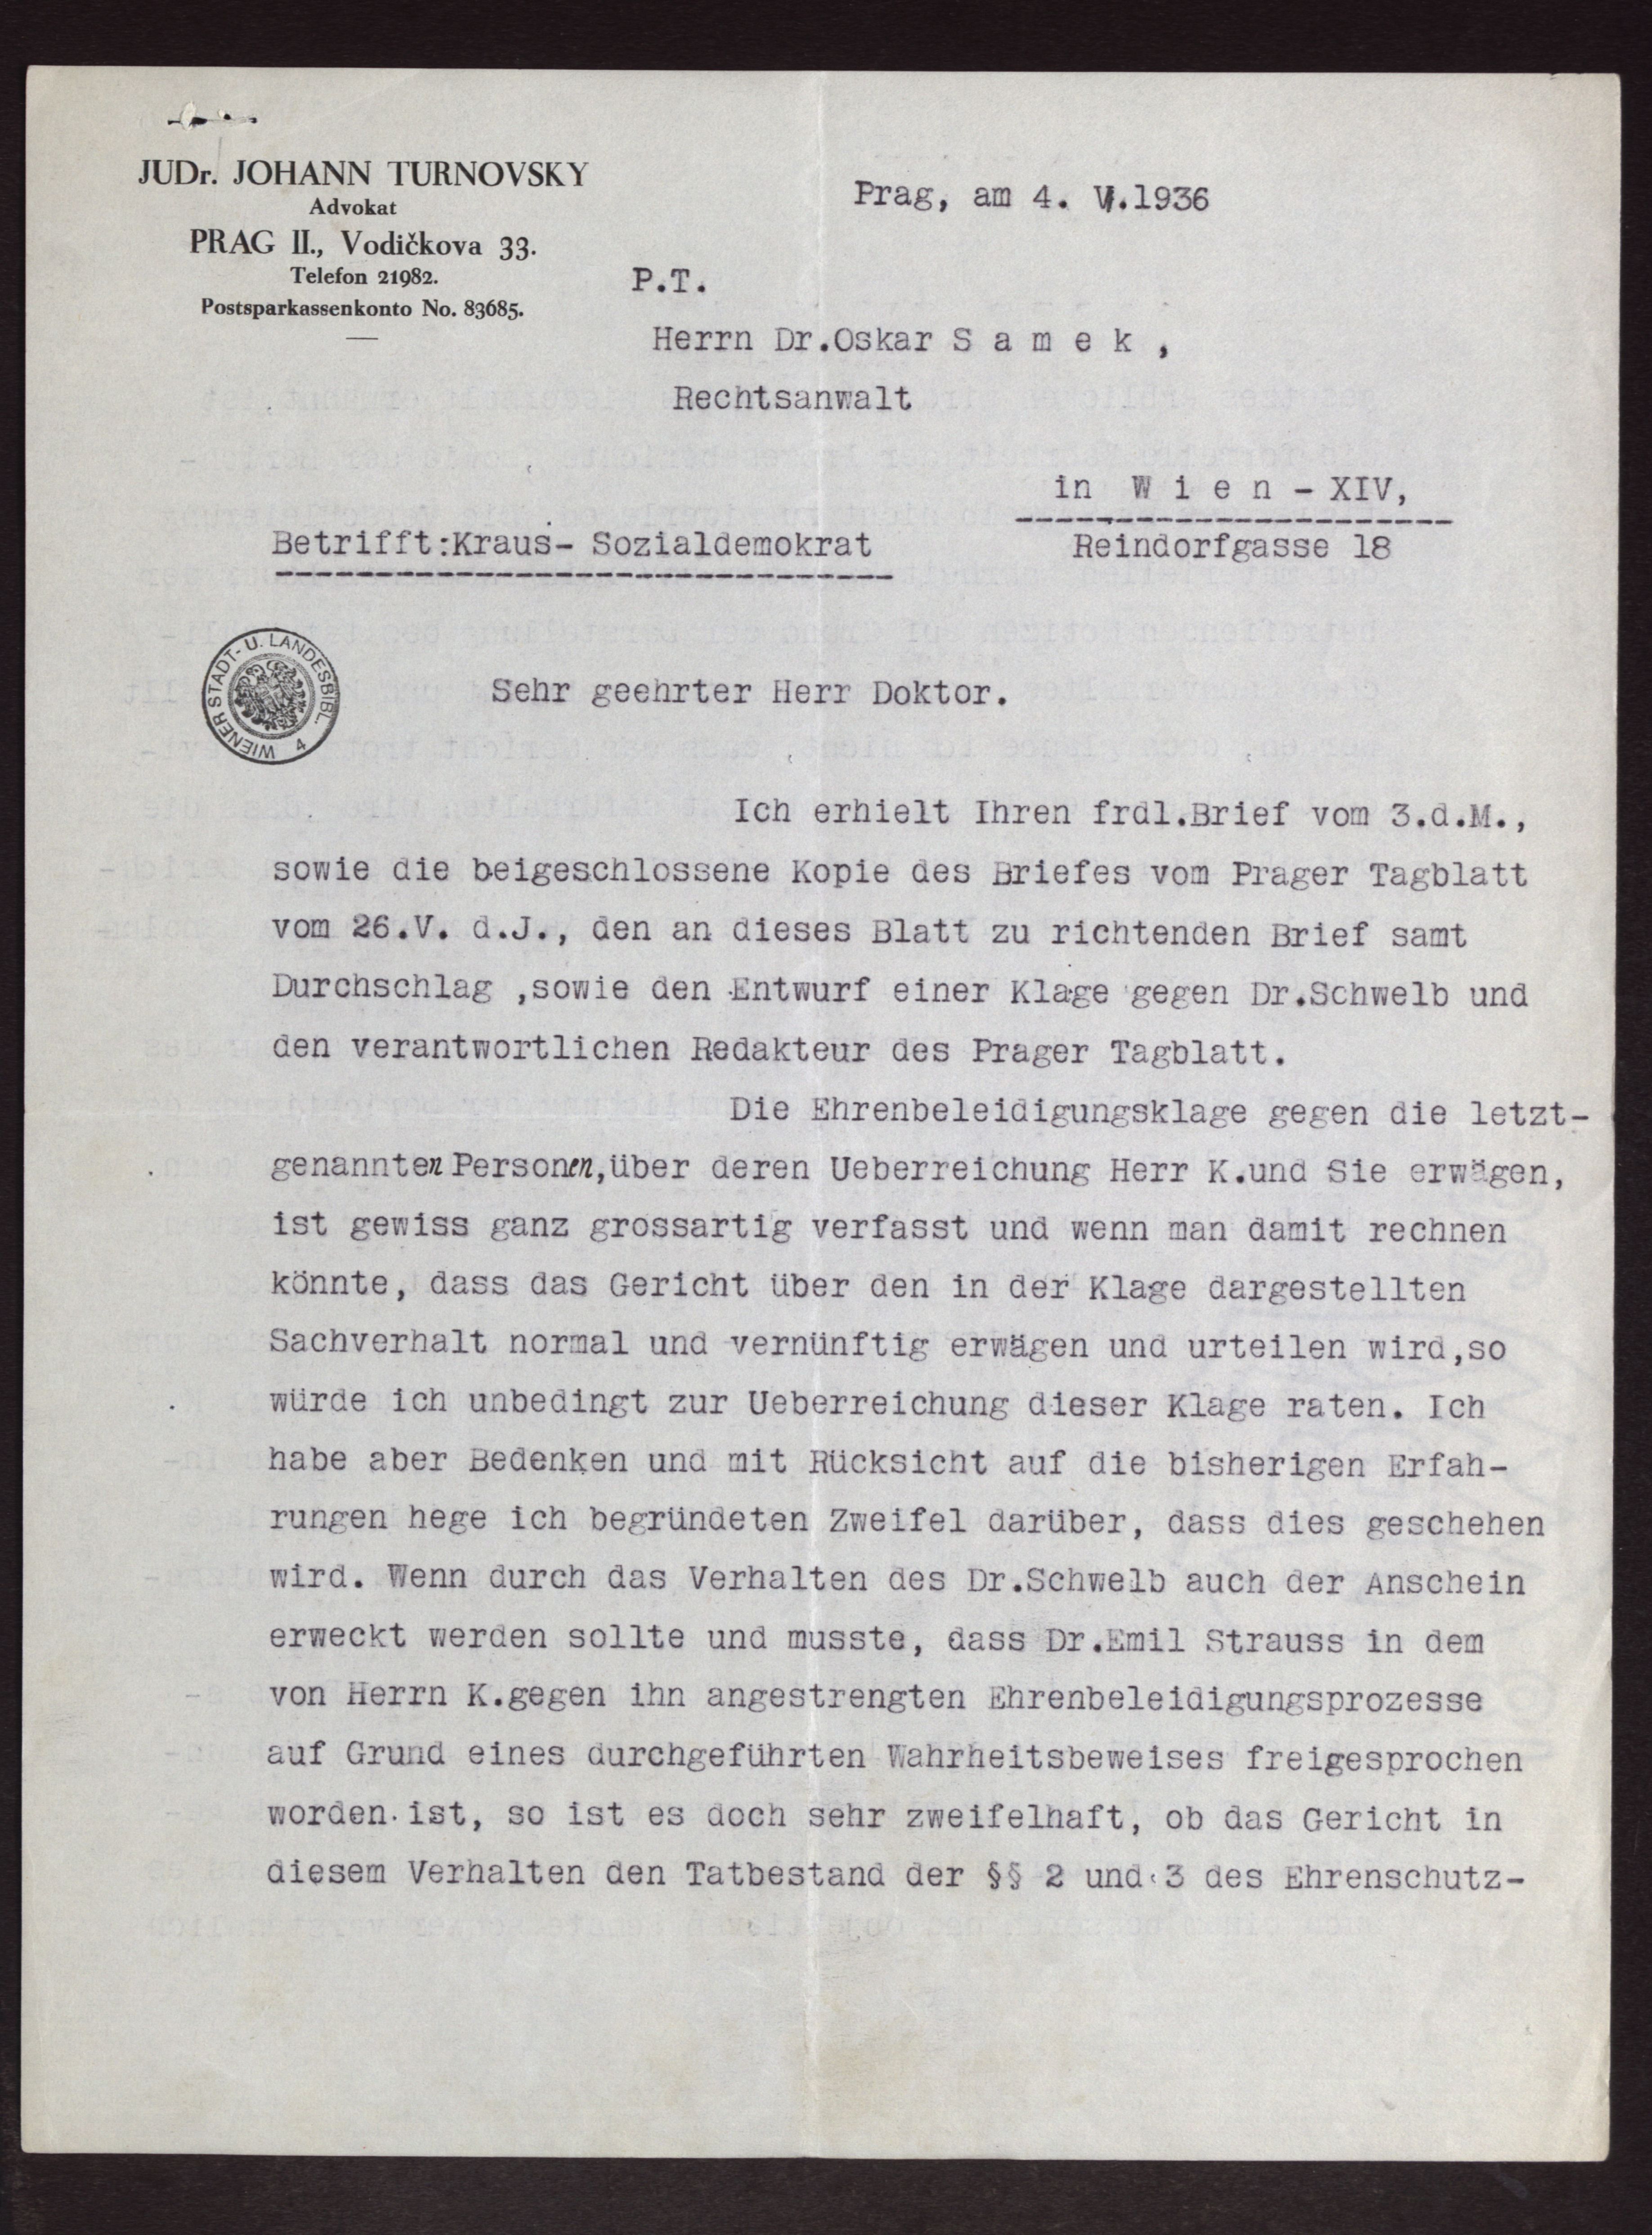 JUDr. JOHANN TURNOVSKY
Advokat
PRAG II., Vodičkova 33.
Telefon 21982.
Postsparkassenkonto No. 83685.
Prag, am 4. VI.1936
P.T.
Herrn Dr.Oskar S a m e k ,
Rechtsanwalt
in W i e n - XIV,
Reindorfgasse 18
Betrifft:Kraus- Sozialdemokrat
WIENER STADT- U. LANDESBIBL. 4
Sehr geehrter Herr Doktor.
Ich erhielt Ihren frdl.Brief vom 3.d.M.,
sowie die beigeschlossene Kopie des Briefes vom Prager Tagblatt
vom 26.V. d.J., den an dieses Blatt zu richtenden Brief samt
Durchschlag ,sowie den Entwurf einer Klage gegen Dr.Schwelb und
den verantwortlichen Redakteur des Prager Tagblatt.
Die Ehrenbeleidigungsklage gegen die letzt-
genannten Personen,über deren Ueberreichung Herr K.und Sie erwägen,
ist gewiss ganz grossartig verfasst und wenn man damit rechnen
könnte, dass das Gericht über den in der Klage dargestellten
Sachverhalt normal und vernünftig erwägen und urteilen wird,so
würde ich unbedingt zur Ueberreichung dieser Klage raten. Ich
habe aber Bedenken und mit Rücksicht auf die bisherigen Erfah-
rungen hege ich begründeten Zweifel darüber, dass dies geschehen
wird. Wenn durch das Verhalten des Dr.Schwelb auch der Anschein
erweckt werden sollte und musste, dass Dr.Emil Strauss in dem
von Herrn K.gegen ihn angestrengten Ehrenbeleidigungsprozesse
auf Grund eines durchgeführten Wahrheitsbeweises freigesprochen
worden ist, so ist es doch sehr zweifelhaft, ob das Gericht in
diesem Verhalten den Tatbestand der §§ 2 und 3 des Ehrenschutz-